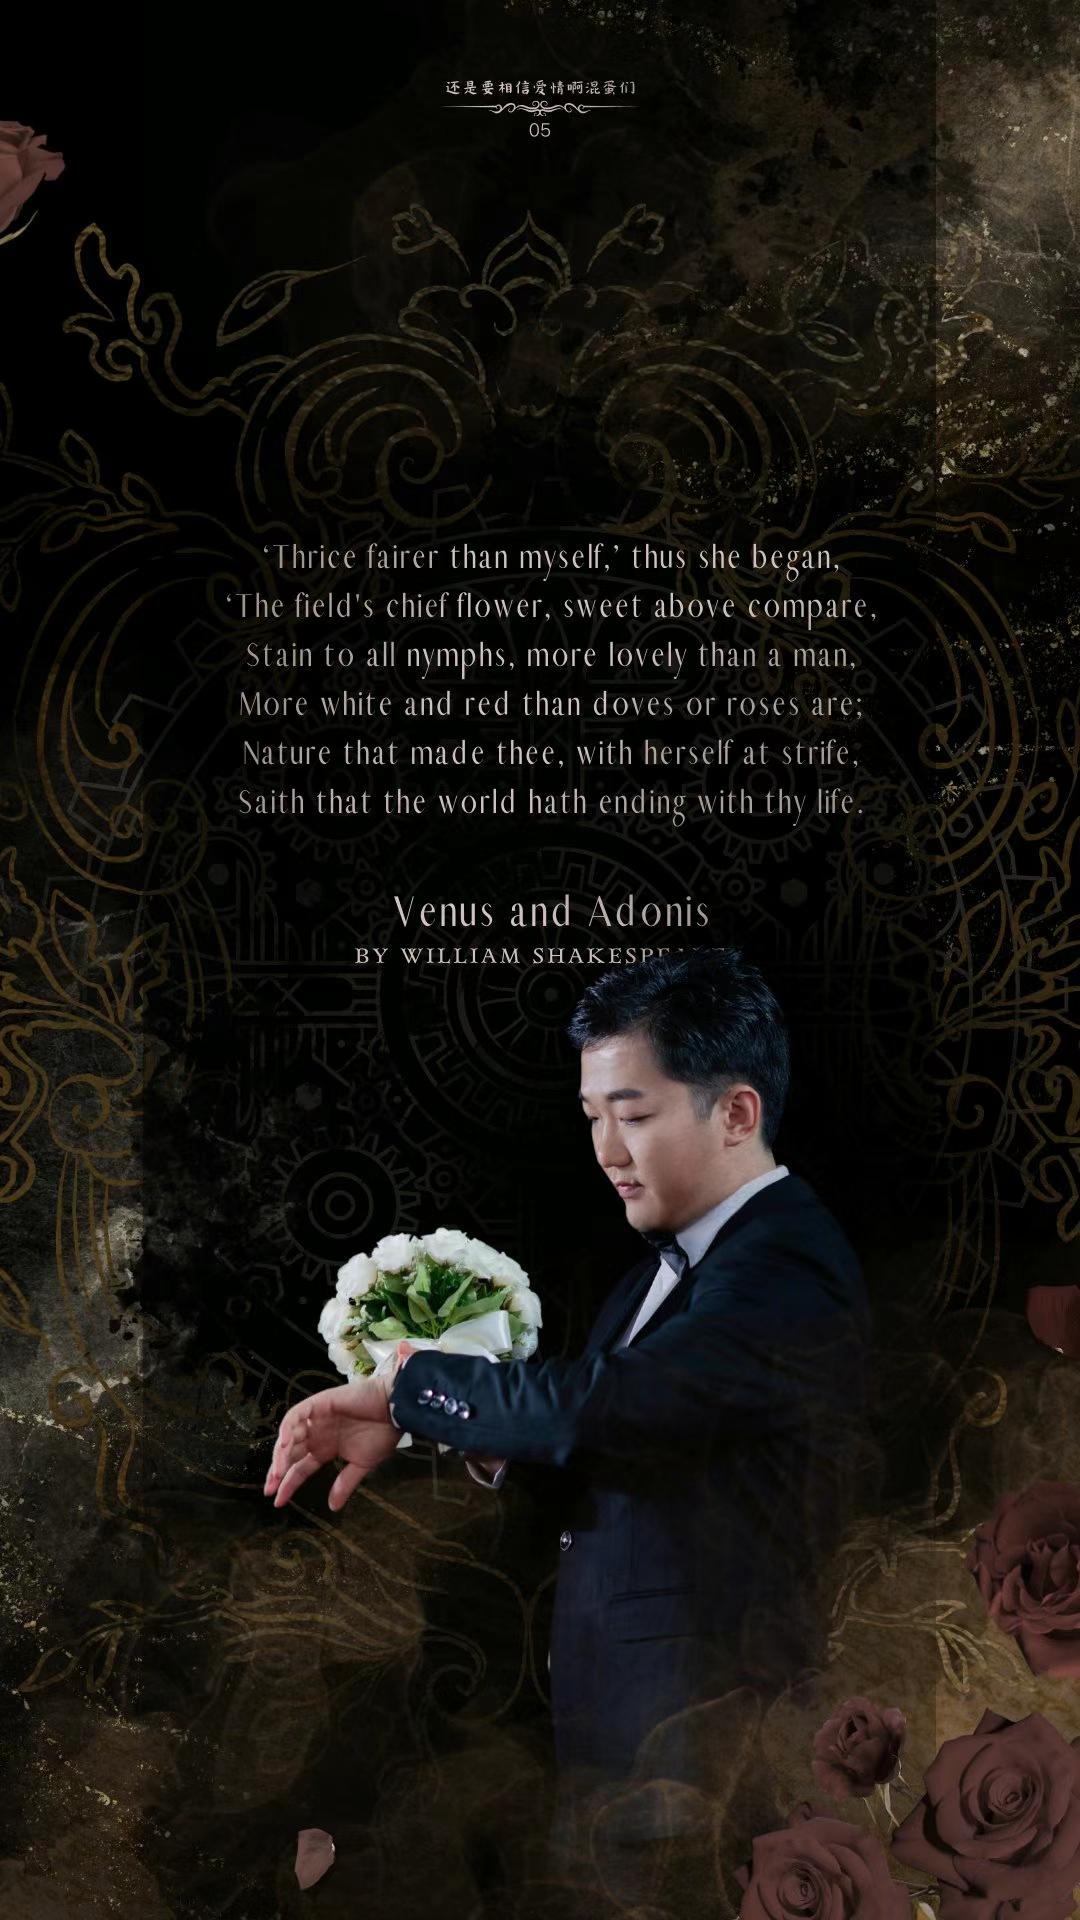 还是要相信爱情啊混蛋们
05
‘Thrice fairer than myself,’ thus she began,
‘The field's chief flower, sweet above compare,
Stain to all nymphs, more lovely than a man,
More white and red than doves or roses are;
Nature that made thee, with herself at strife,
Saith that the world hath ending with thy life.
Venus and Adonis
BY WILLIAM